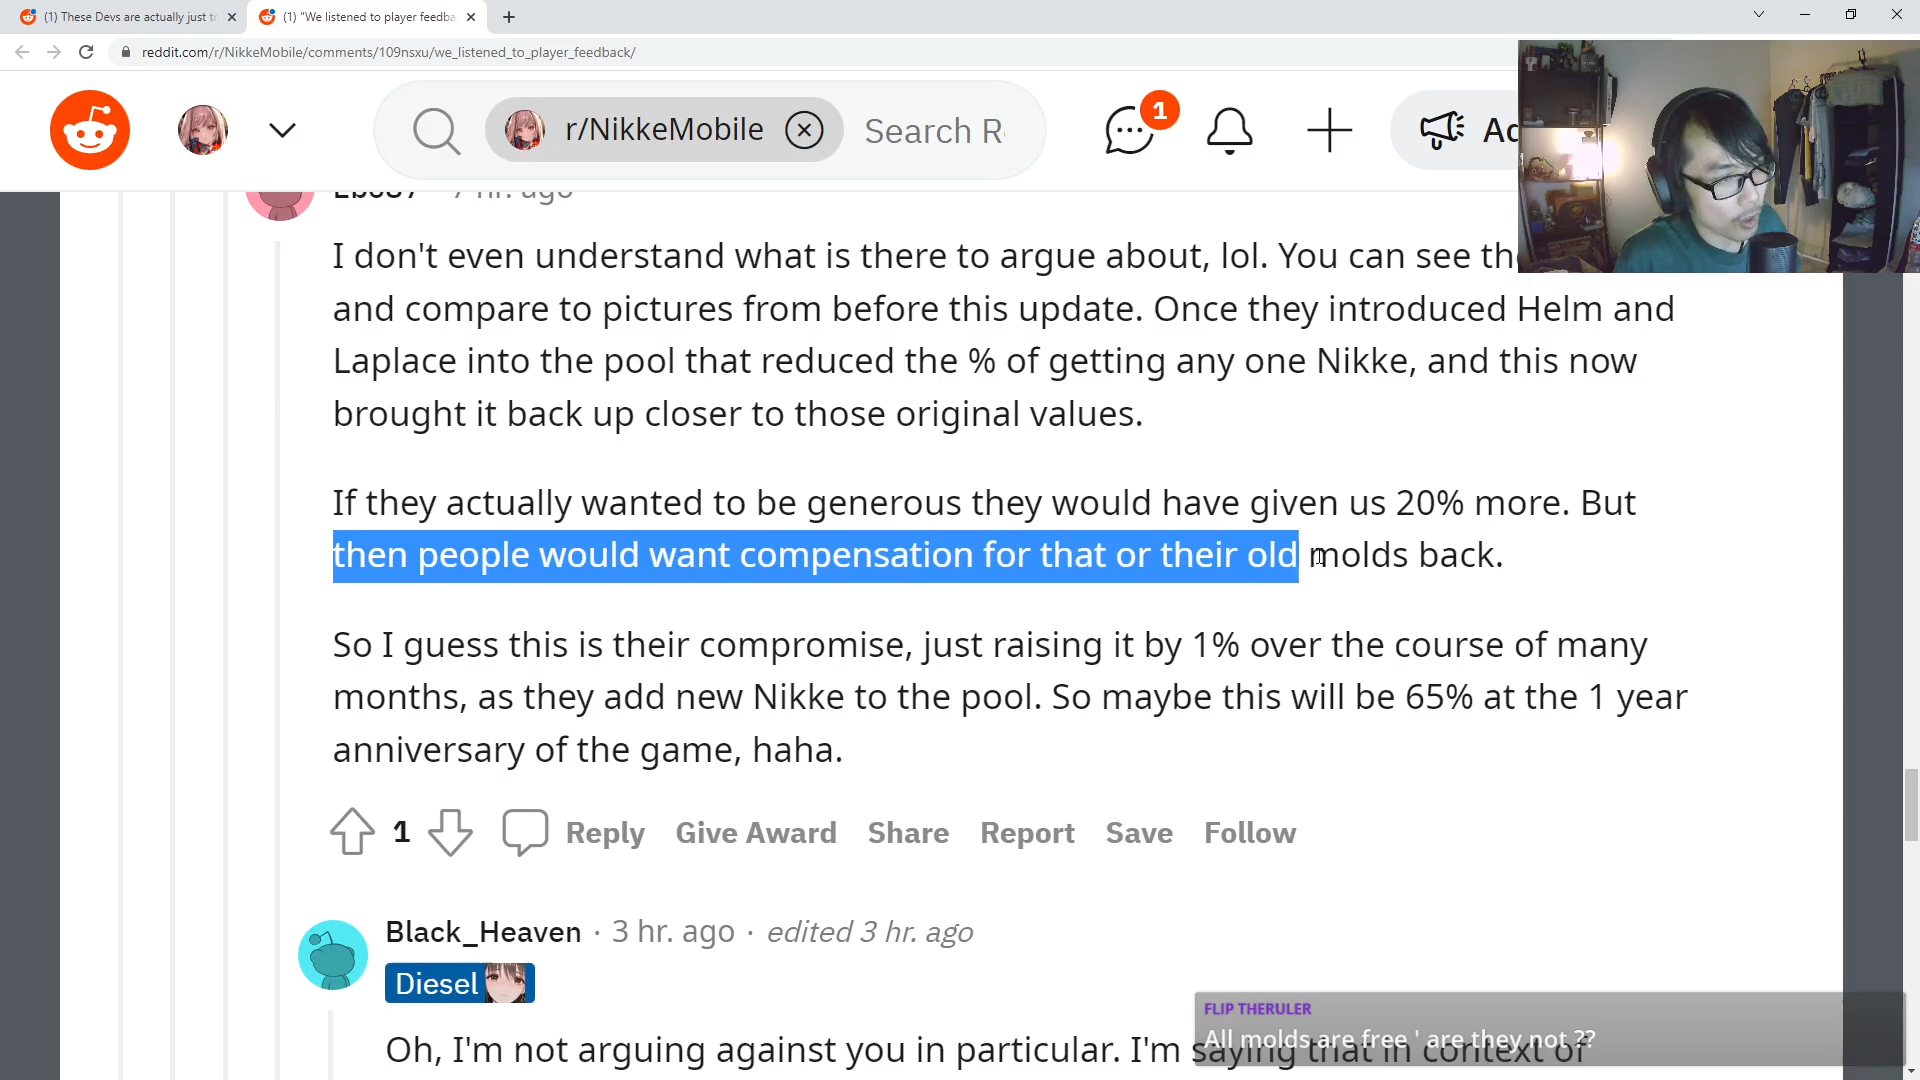 (1) These Devs are actually just tr
(1) "We listened to player feedba
reddit.com/r/NikkeMobile/comments/109nsxu/we_listened_to_player_feedback/
r/NikkeMobile
Search R
1
Ad
7 hr. ago
I don't even understand what is there to argue about, lol. You can see the
and compare to pictures from before this update. Once they introduced Helm and
Laplace into the pool that reduced the % of getting any one Nikke, and this now
brought it back up closer to those original values.
If they actually wanted to be generous they would have given us 20% more. But
then people would want compensation for that or their old molds back.
So I guess this is their compromise, just raising it by 1% over the course of many
months, as they add new Nikke to the pool. So maybe this will be 65% at the 1 year
anniversary of the game, haha.
1 Reply Give Award Share Report Save Follow
Black_Heaven · 3 hr. ago · edited 3 hr. ago
Diesel
FLIP THERULER
All molds are free ' are they not ??
Oh, I'm not arguing against you in particular. I'm saying that in context of